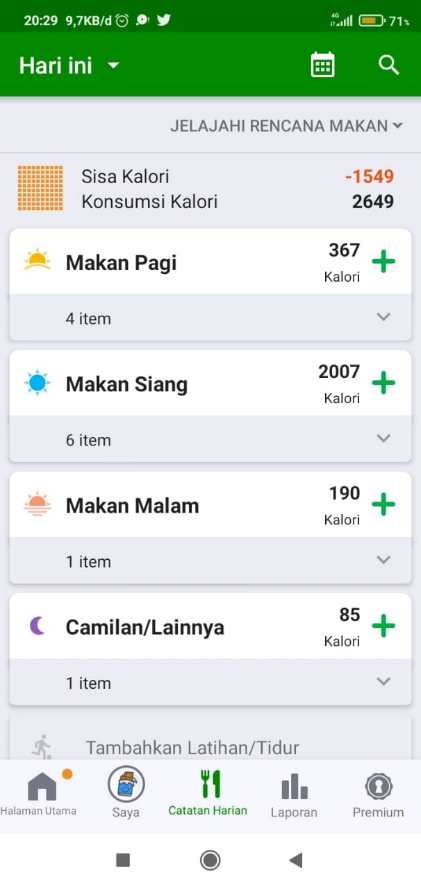 20:29 9,7KB/d 4G 71%
Hari ini
JELAJAHI RENCANA MAKAN
Sisa Kalori -1549
Konsumsi Kalori 2649
Makan Pagi 367
Kalori
4 item
Makan Siang 2007
Kalori
6 item
Makan Malam 190
Kalori
1 item
Camilan/Lainnya 85
Kalori
1 item
Tambahkan Latihan/Tidur
Halaman Utama Saya Catatan Harian Laporan Premium